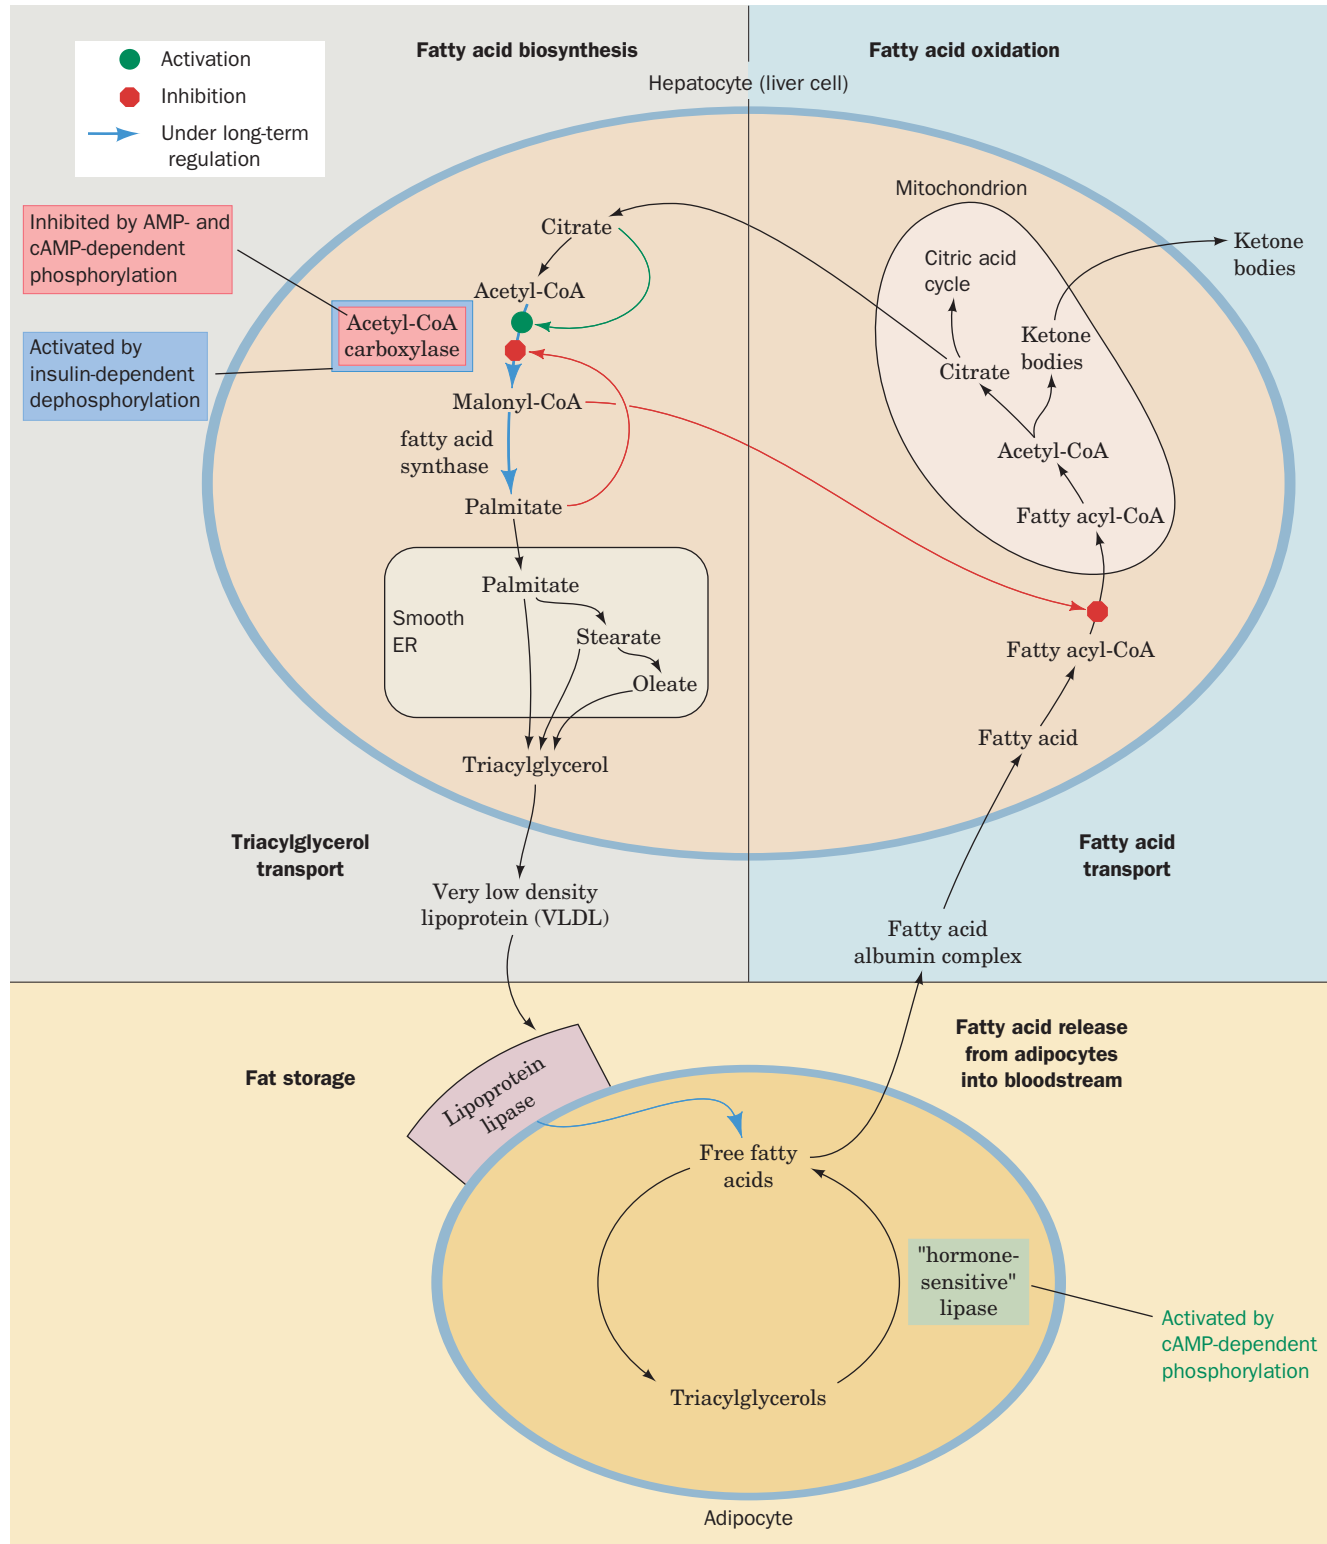 Activation
Inhibition
Under long-term
regulation
Fatty acid biosynthesis
Fatty acid oxidation
Hepatocyte (liver cell)
Inhibited by AMP- and
cAMP-dependent
phosphorylation
Activated by
insulin-dependent
dephosphorylation
Citrate
Acetyl-CoA
Acetyl-CoA
carboxylase
Malonyl-CoA
fatty acid
synthase
Palmitate
Smooth
ER
Palmitate
Stearate
Oleate
Triacylglycerol
Mitochondrion
Citric acid
cycle
Ketone
bodies
Ketone
bodies
Citrate
Acetyl-CoA
Fatty acyl-CoA
Fatty acyl-CoA
Fatty acid
Triacylglycerol
transport
Very low density
lipoprotein (VLDL)
Fatty acid
transport
Fatty acid
albumin complex
Fat storage
Lipoprotein
lipase
Fatty acid release
from adipocytes
into bloodstream
Free fatty
acids
"hormone-
sensitive"
lipase
Activated by
cAMP-dependent
phosphorylation
Triacylglycerols
Adipocyte